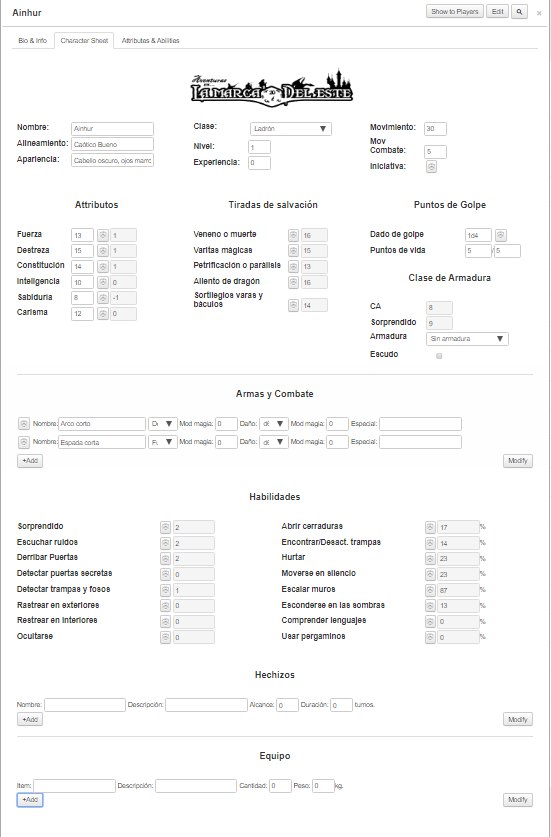 Ainhur Show to Players Edit
Bio & Info Character Sheet Attributes & Abilities
Aventuras en... LA MARCA DEL ESTE
Nombre: Ainhur Clase: Ladrón Movimiento: 30
Alineamiento: Caótico Bueno Nivel: 1 Mov Combate: 5
Apariencia: Cabello oscuro, ojos marro Experiencia: 0 Iniciativa:
Attributos Tiradas de salvación Puntos de Golpe
Fuerza 13 1 Veneno o muerte 16 Dado de golpe 1d4
Destreza 15 1 Varitas mágicas 15 Puntos de vida 5 / 5
Constitución 14 1 Petrificación o parálisis 13
Inteligencia 10 0 Aliento de dragón 16 Clase de Armadura
Sabiduría 8 -1 Sortilegios varas y báculos 14 CA 8
Carisma 12 0 Sorprendido 9
Armadura Sin armadura
Escudo
Armas y Combate
Nombre: Arco corto Mod magia: 0 Daño: Mod magia: 0 Especial:
Nombre: Espada corta Mod magia: 0 Daño: Mod magia: 0 Especial:
+Add Modify
Habilidades
Sorprendido 2 Abrir cerraduras 17 %
Escuchar ruidos 2 Encontrar/Desact. trampas 14 %
Derribar Puertas 2 Hurtar 23 %
Detectar puertas secretas 0 Moverse en silencio 23 %
Detectar trampas y fosos 1 Escalar muros 87 %
Rastrear en exteriores 0 Esconderse en las sombras 13 %
Rastrear en interiores 0 Comprender lenguajes 0 %
Ocultarse 0 Usar pergaminos 0 %
Hechizos
Nombre: Descripción: Alcance: 0 Duración: 0 turnos.
+Add Modify
Equipo
Item: Descripción: Cantidad: 0 Peso: 0 kg.
+Add Modify